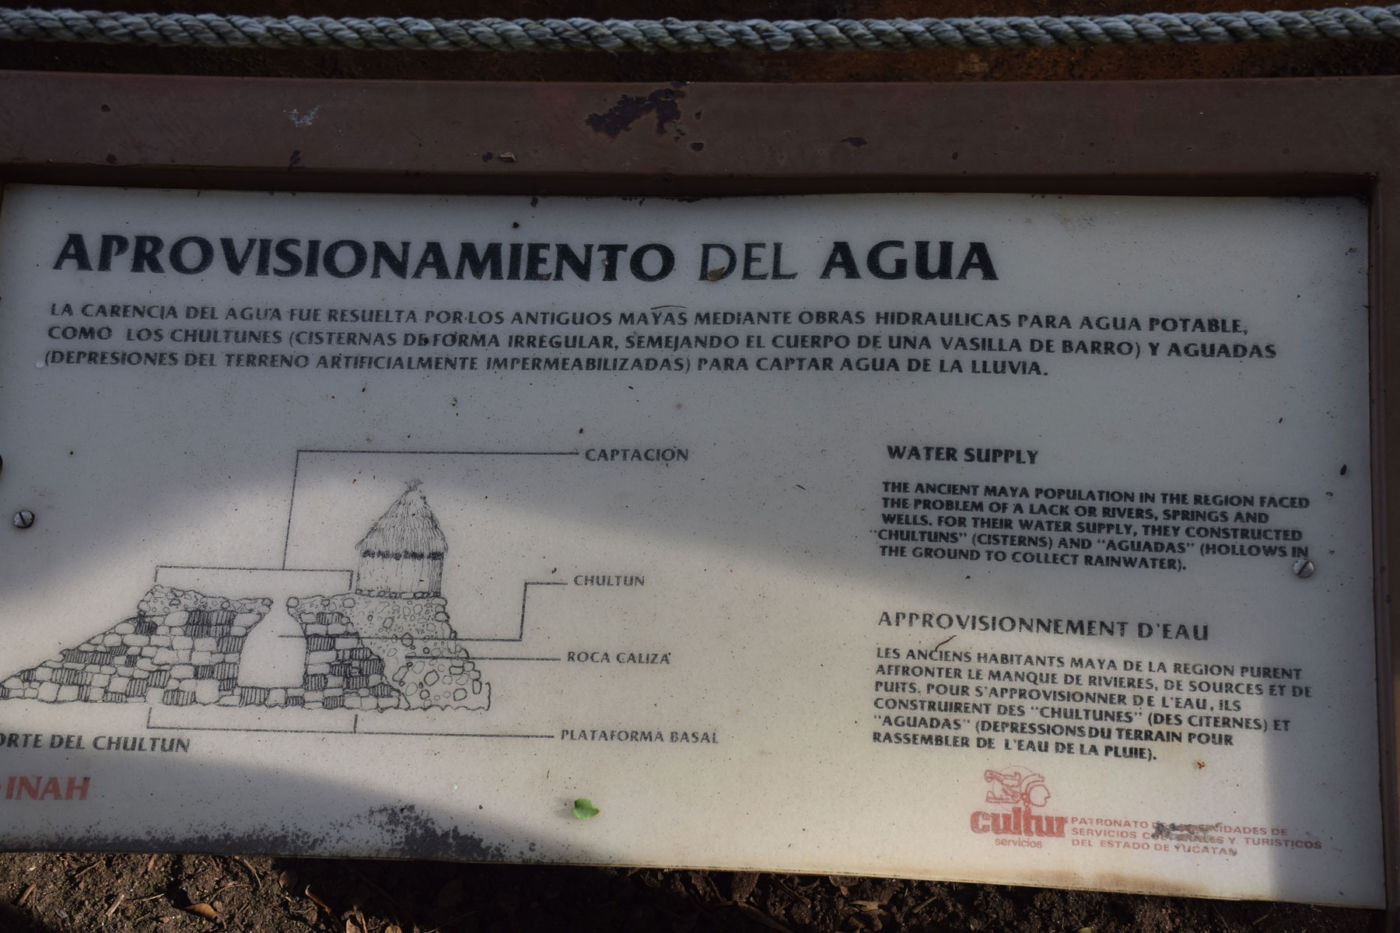 APROVISIONAMIENTO DEL AGUA
LA CARENCIA DEL AGUA FUE RESUELTA POR LOS ANTIGUOS MAYAS MEDIANTE OBRAS HIDRAULICAS PARA AGUA POTABLE,
COMO LOS CHULTUNES (CISTERNAS DE FORMA IRREGULAR, SEMEJANDO EL CUERPO DE UNA VASILLA DE BARRO) Y AGUADAS
(DEPRESIONES DEL TERRENO ARTIFICIALMENTE IMPERMEABILIZADAS) PARA CAPTAR AGUA DE LA LLUVIA.
CAPTACION
CHULTUN
ROCA CALIZA
PLATAFORMA BASAL
ORTE DEL CHULTUN
INAH
WATER SUPPLY
THE ANCIENT MAYA POPULATION IN THE REGION FACED
THE PROBLEM OF A LACK OR RIVERS, SPRINGS AND
WELLS. FOR THEIR WATER SUPPLY, THEY CONSTRUCTED
"CHULTUNS" (CISTERNS) AND "AGUADAS" (HOLLOWS IN
THE GROUND TO COLLECT RAINWATER).
APPROVISIONNEMENT D'EAU
LES ANCIENS HABITANTS MAYA DE LA REGION PURENT
AFFRONTER LE MANQUE DE RIVIERES, DE SOURCES ET DE
PUITS. POUR S'APPROVISIONNER DE L'EAU, ILS
CONSTRUIRENT DES "CHULTUNES" (DES CITERNES) ET
"AGUADAS" (DEPRESSIONS DU TERRAIN POUR
RASSEMBLER DE L'EAU DE LA PLUIE).
cultur
servicios
PATRONATO DE UNIDADES DE
SERVICIOS CULTURALES Y TURISTICOS
DEL ESTADO DE YUCATAN